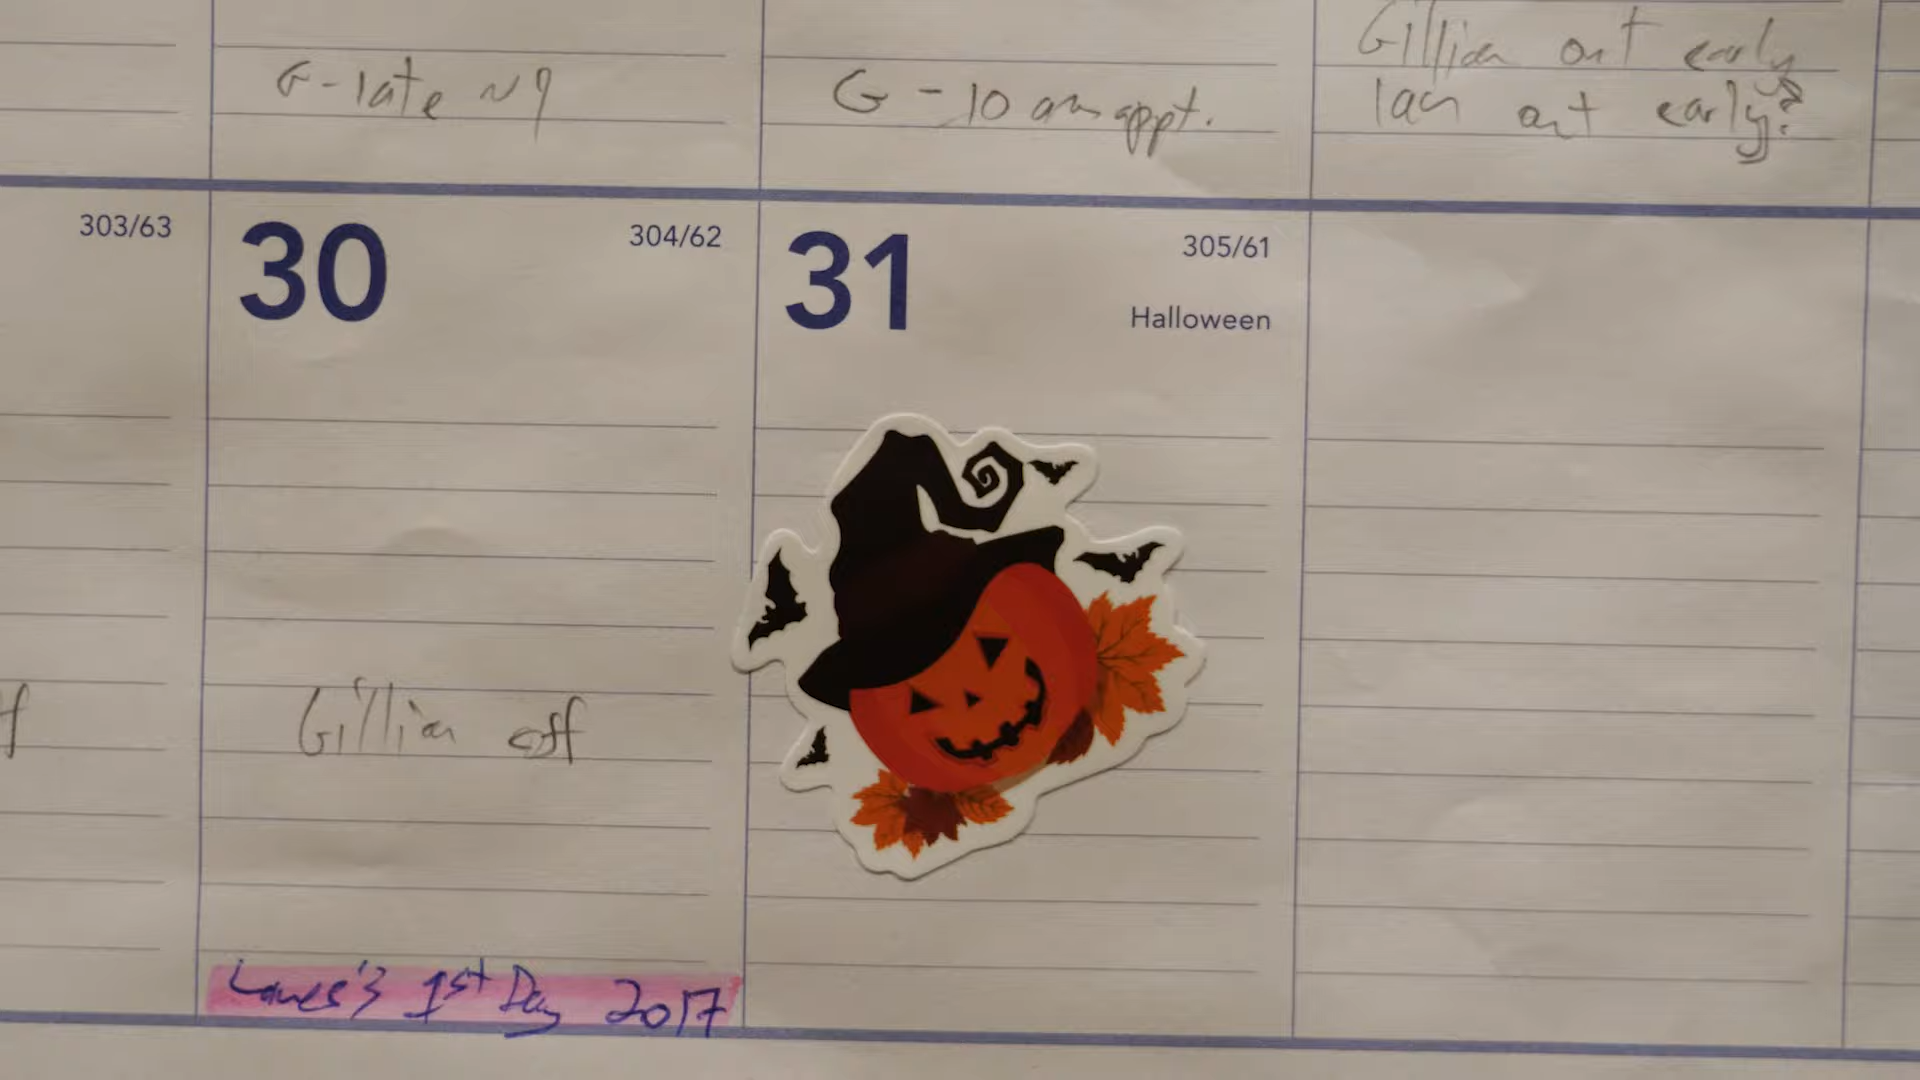 G-late N9
G - 10 am appt.
Gillian out early
Ian out early?
303/63
30
304/62
31
305/61
Halloween
Gillian off
1st Day 2017